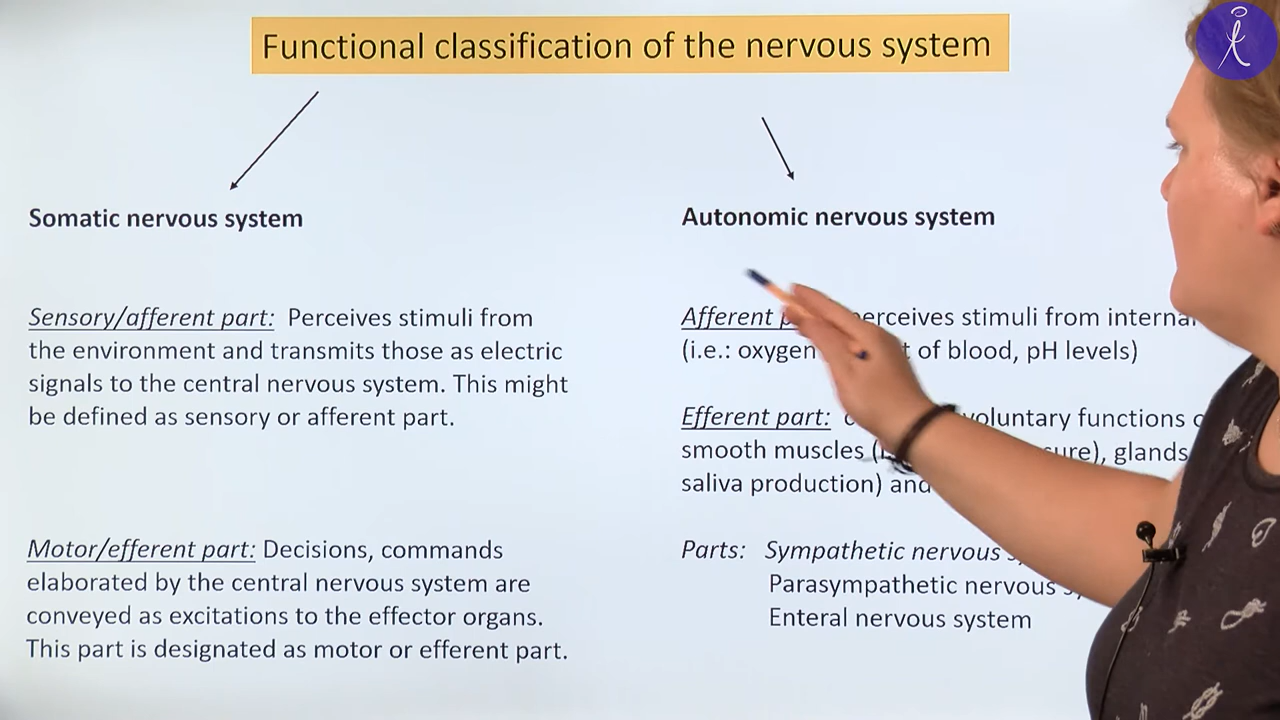 Functional classification of the nervous system
Somatic nervous system
Sensory/afferent part: Perceives stimuli from
the environment and transmits those as electric
signals to the central nervous system. This might
be defined as sensory or afferent part.
Motor/efferent part: Decisions, commands
elaborated by the central nervous system are
conveyed as excitations to the effector organs.
This part is designated as motor or efferent part.
Autonomic nervous system
Afferent stimuli from
(i.e.: oxygen of blood, pH levels)
Efferent part: functions
smooth muscles glands
saliva production) and
Parts: Sympathetic nervous
Parasympathetic nervous
Enteral nervous system